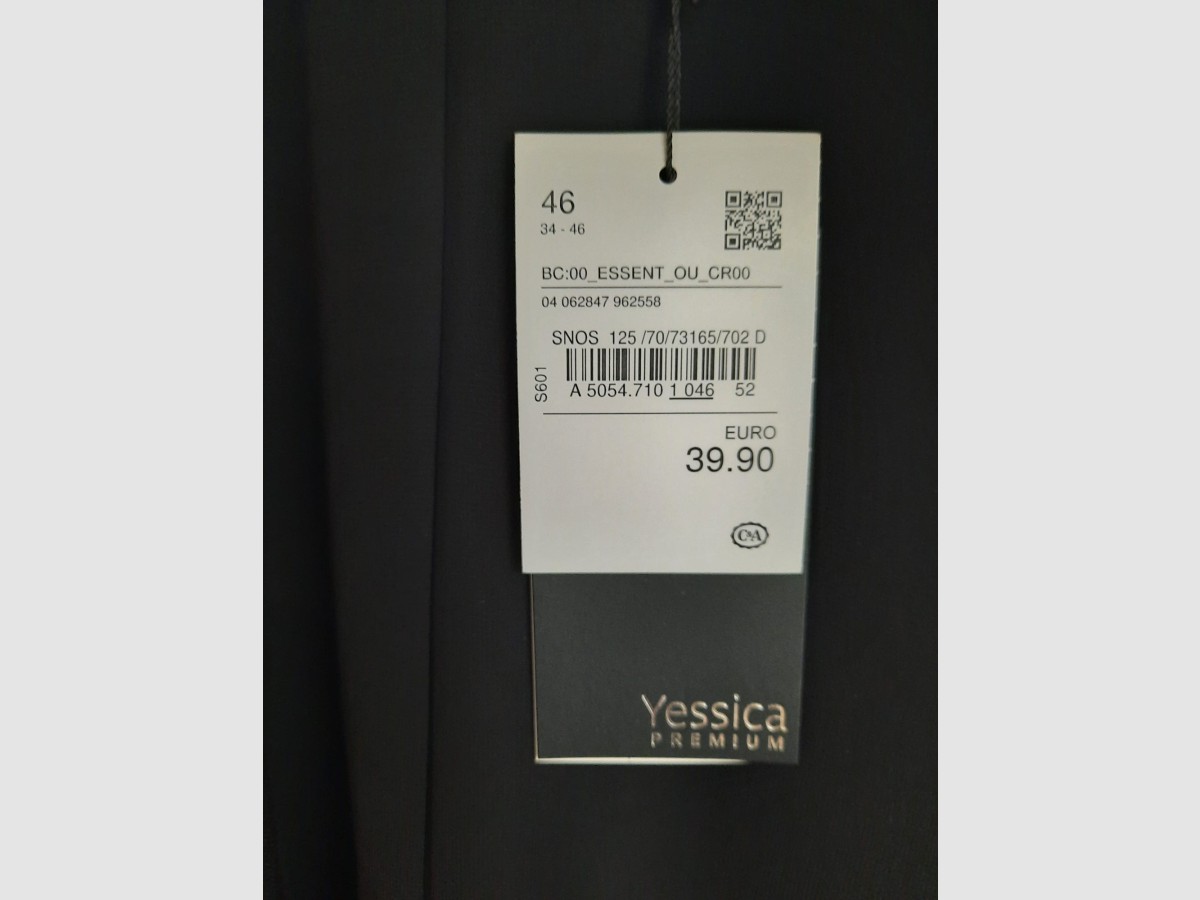 46
34 - 46
BC:00_ESSENT_OU_CR00
04 062847 962558
SNOS 125 /70/73165/702 D
S601
A 5054.710 1 046 52
EURO
39.90
C&A
Yessica
PREMIUM